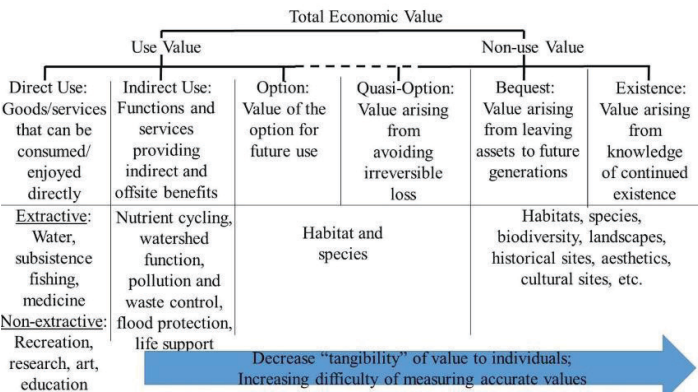 Total Economic Value
Use Value
Non-use Value
Direct Use:
Goods/services
that can be
consumed/
enjoyed
directly
Indirect Use:
Functions and
services
providing
indirect and
offsite benefits
Option:
Value of the
option for
future use
Quasi-Option:
Value arising
from
avoiding
irreversible
loss
Bequest:
Value arising
from leaving
assets to future
generations
Existence:
Value arising
from
knowledge
of continued
existence
Extractive:
Water,
subsistence
fishing,
medicine
Non-extractive:
Recreation,
research, art,
education
Nutrient cycling,
watershed
function,
pollution and
waste control,
flood protection,
life support
Habitat and
species
Habitats, species,
biodiversity, landscapes,
historical sites, aesthetics,
cultural sites, etc.
Decrease “tangibility” of value to individuals;
Increasing difficulty of measuring accurate values